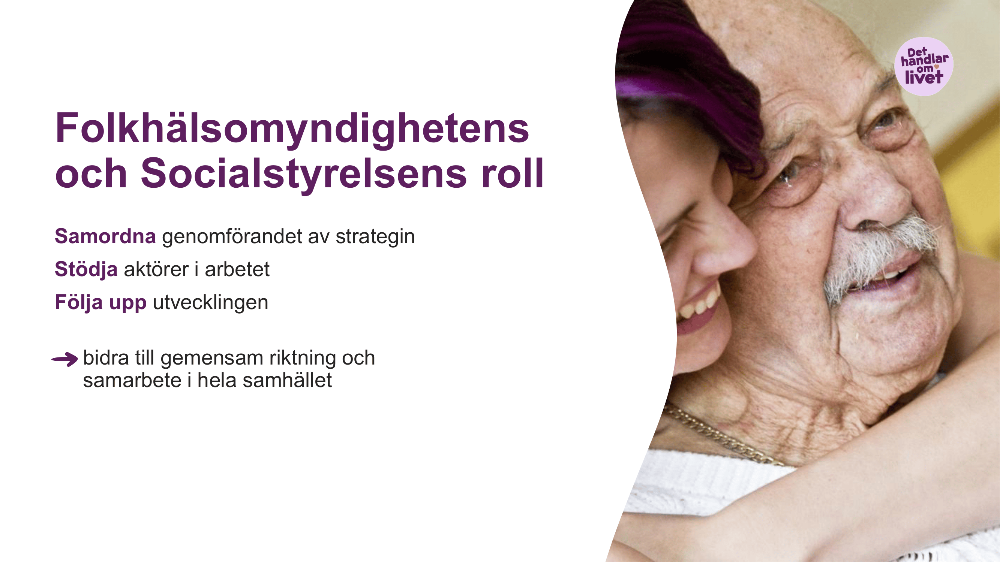 Det
handlar
om
livet
Folkhälsomyndighetens
och Socialstyrelsens roll
Samordna genomförandet av strategin
Stödja aktörer i arbetet
Följa upp utvecklingen
bidra till gemensam riktning och
samarbete i hela samhället